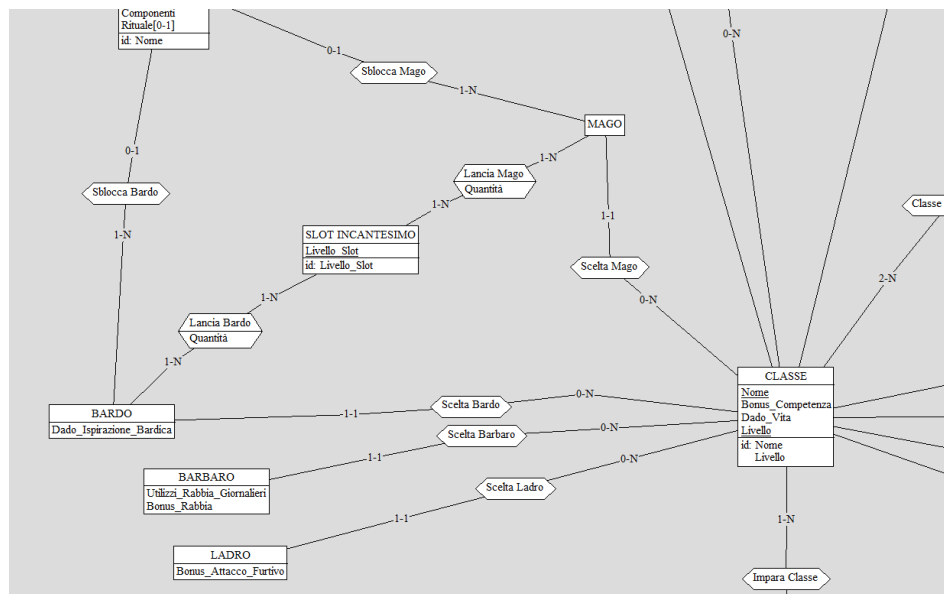 Componenti
Rituale[0-1]
id: Nome
0-N
0-1
Sblocca Mago
1-N
MAGO
0-1
1-N
Lancia Mago
Quantità
Sblocca Bardo
1-N
1-1
Classe
1-N
SLOT INCANTESIMO
Livello_Slot
id: Livello_Slot
Scelta Mago
2-N
1-N
0-N
Lancia Bardo
Quantità
1-N
CLASSE
Nome
Bonus_Competenza
Dado_Vita
Livello
id: Nome
Livello
BARDO
Dado_Ispirazione_Bardica
1-1
Scelta Bardo
0-N
Scelta Barbaro
0-N
1-1
BARBARO
Utilizzi_Rabbia_Giornalieri
Bonus_Rabbia
Scelta Ladro
0-N
1-1
LADRO
Bonus_Attacco_Furtivo
1-N
Impara Classe